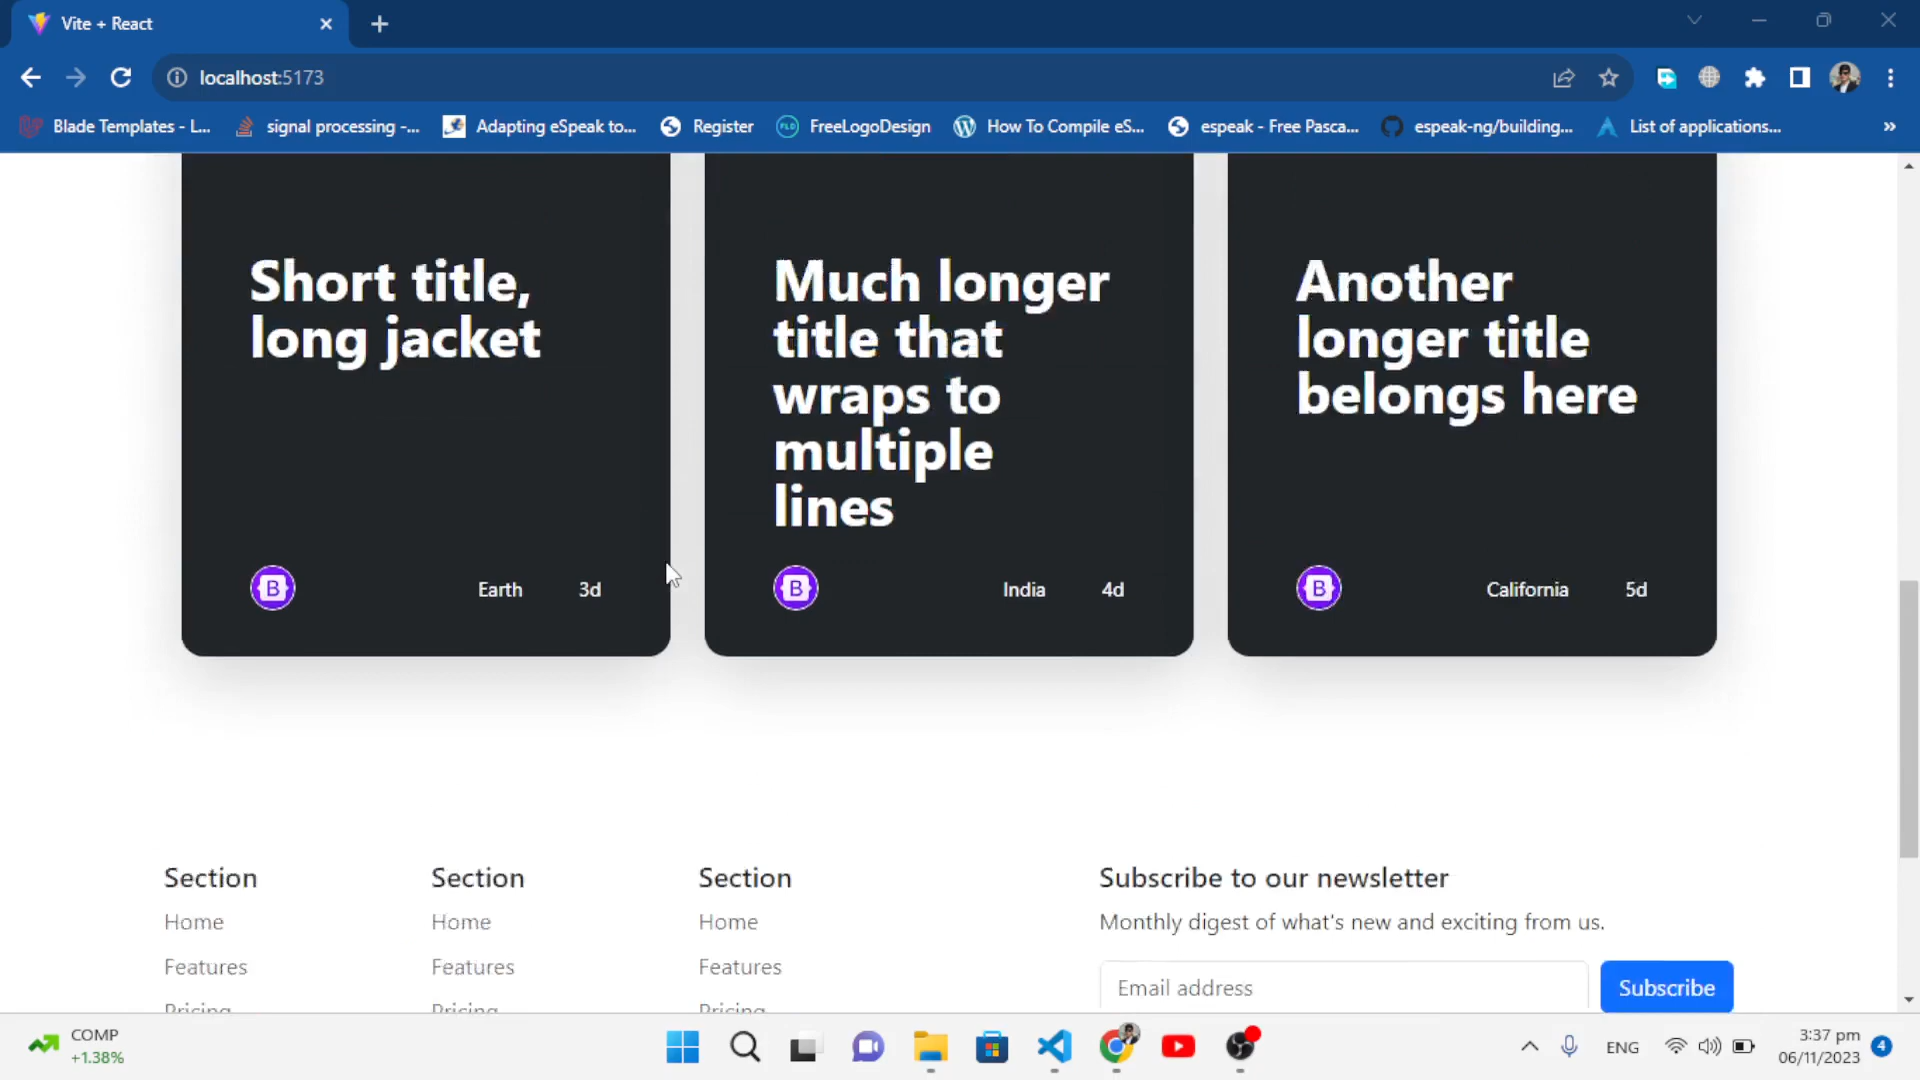 Vite + React
localhost:5173
Blade Templates - L...
signal processing -...
Adapting eSpeak to...
Register
FreeLogoDesign
How To Compile eS...
espeak - Free Pasca...
espeak-ng/building...
List of applications...
»
Short title,
long jacket
B
Earth
3d
Much longer
title that
wraps to
multiple
lines
B
India
4d
Another
longer title
belongs here
B
California
5d
Section
Home
Features
Pricing
Section
Home
Features
Pricing
Section
Home
Features
Pricing
Subscribe to our newsletter
Monthly digest of what's new and exciting from us.
Email address
Subscribe
COMP
+1.38%
ENG
3:37 pm
06/11/2023
4